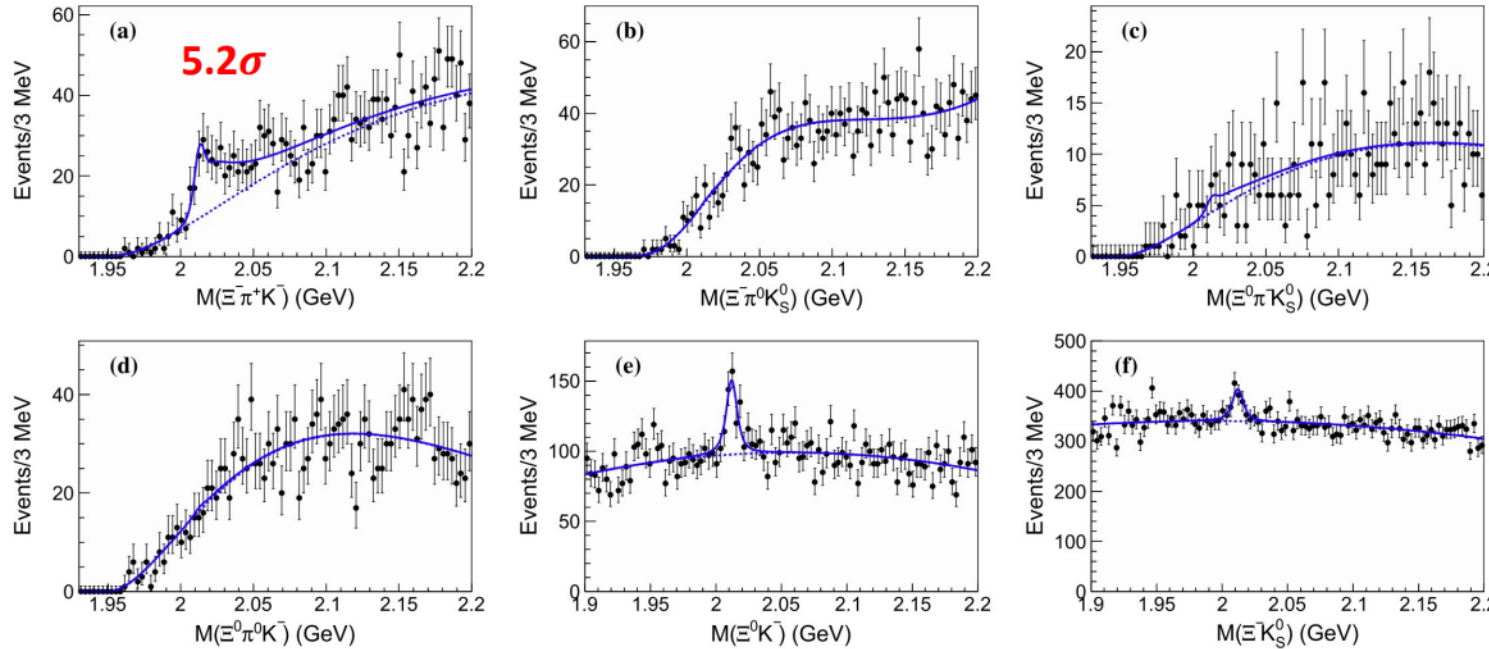 (a)
5.2σ
Events/3 MeV
60
40
20
0
1.95 2 2.05 2.1 2.15 2.2
M(Ξ⁻π⁺K⁻) (GeV)
(b)
Events/3 MeV
60
40
20
0
1.95 2 2.05 2.1 2.15 2.2
M(Ξ⁻π⁰K⁰S) (GeV)
(c)
Events/3 MeV
20
15
10
5
0
1.95 2 2.05 2.1 2.15 2.2
M(Ξ⁰π⁻K⁰S) (GeV)
(d)
Events/3 MeV
40
20
0
1.95 2 2.05 2.1 2.15 2.2
M(Ξ⁰π⁰K⁻) (GeV)
(e)
Events/3 MeV
150
100
50
0
1.9 1.95 2 2.05 2.1 2.15 2.2
M(Ξ⁰K⁻) (GeV)
(f)
Events/3 MeV
500
400
300
200
100
0
1.9 1.95 2 2.05 2.1 2.15 2.2
M(Ξ⁻K⁰S) (GeV)